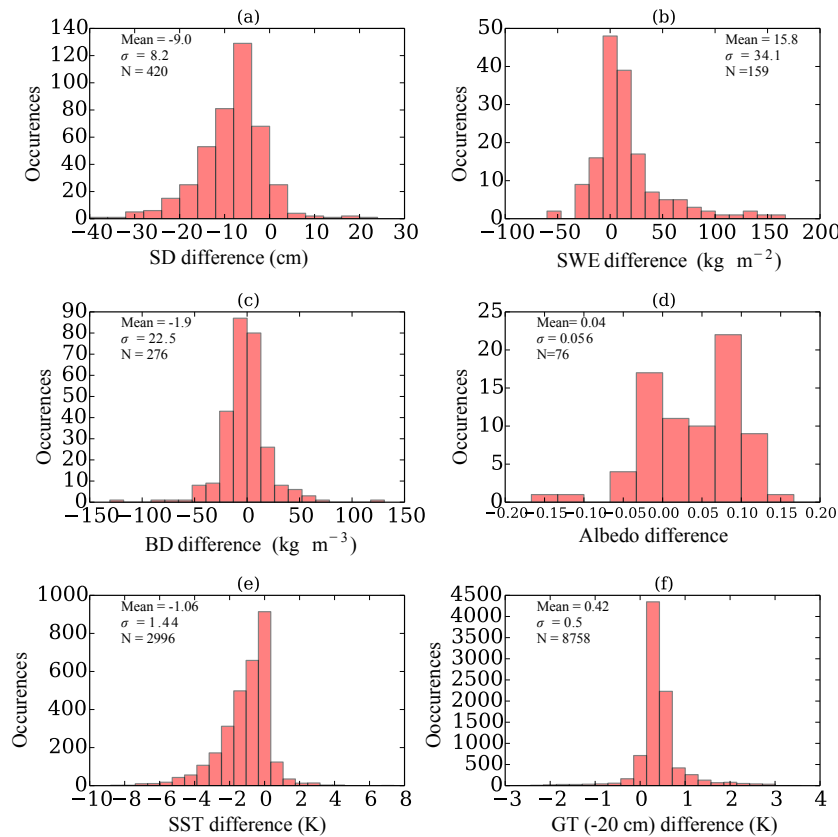 (a)
Mean = -9.0
σ = 8.2
N = 420
140
120
100
80
60
40
20
0
Occurences
−40 −30 −20 −10 0 10 20 30
SD difference (cm)
(b)
Mean = 15.8
σ = 34.1
N =159
50
40
30
20
10
0
Occurences
−100 −50 0 50 100 150 200
SWE difference (kg m−2)
(c)
Mean = -1.9
σ = 22.5
N = 276
90
80
70
60
50
40
30
20
10
0
Occurences
−150 −100 −50 0 50 100 150
BD difference (kg m−3)
(d)
Mean= 0.04
σ = 0.056
N=76
25
20
15
10
5
0
Occurences
−0.20 −0.15 −0.10 −0.05 0.00 0.05 0.10 0.15 0.20
Albedo difference
(e)
Mean = -1.06
σ = 1.44
N = 2996
1000
800
600
400
200
0
Occurences
−10 −8 −6 −4 −2 0 2 4 6 8
SST difference (K)
(f)
Mean = 0.42
σ = 0.5
N = 8758
4500
4000
3500
3000
2500
2000
1500
1000
500
0
Ooccurences
−3 −2 −1 0 1 2 3 4
GT (-20 cm) difference (K)